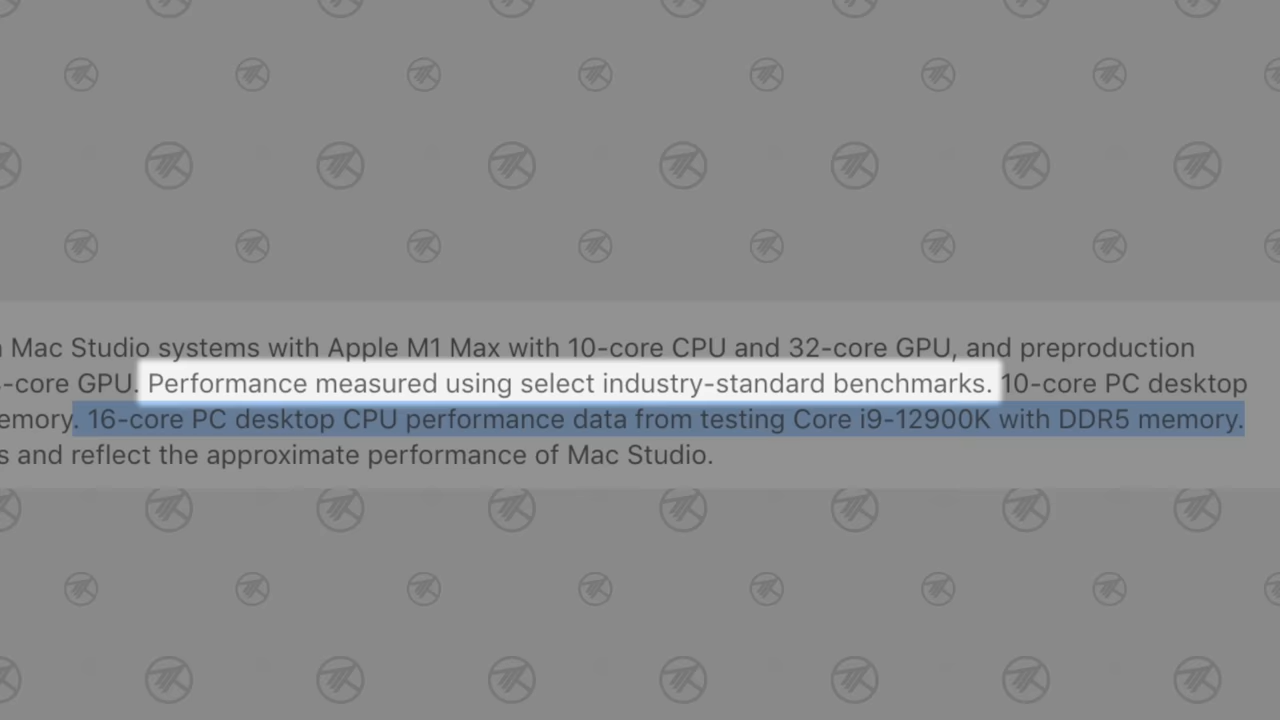 Mac Studio systems with Apple M1 Max with 10-core CPU and 32-core GPU, and preproduction
-core GPU. Performance measured using select industry-standard benchmarks. 10-core PC desktop
emory. 16-core PC desktop CPU performance data from testing Core i9-12900K with DDR5 memory.
s and reflect the approximate performance of Mac Studio.